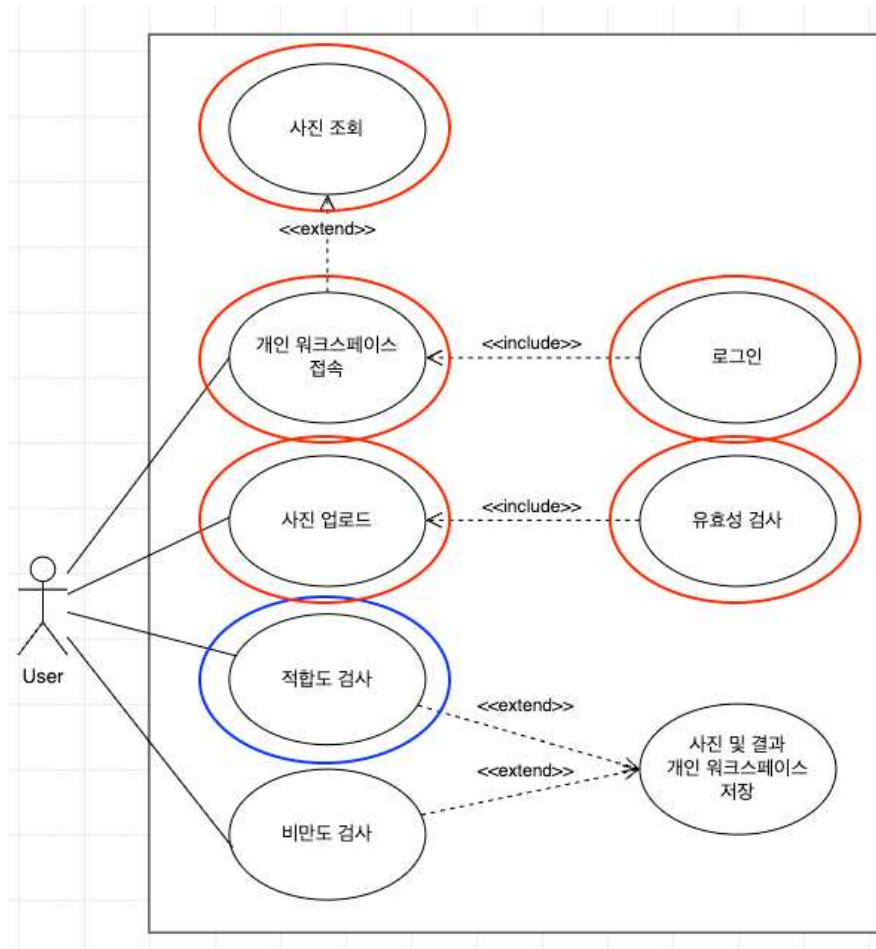 사진 조회
<<extend>>
개인 워크스페이스
접속
<<include>>
로그인
사진 업로드
<<include>>
유효성 검사
User
적합도 검사
<<extend>>
사진 및 결과
개인 워크스페이스
저장
<<extend>>
비만도 검사